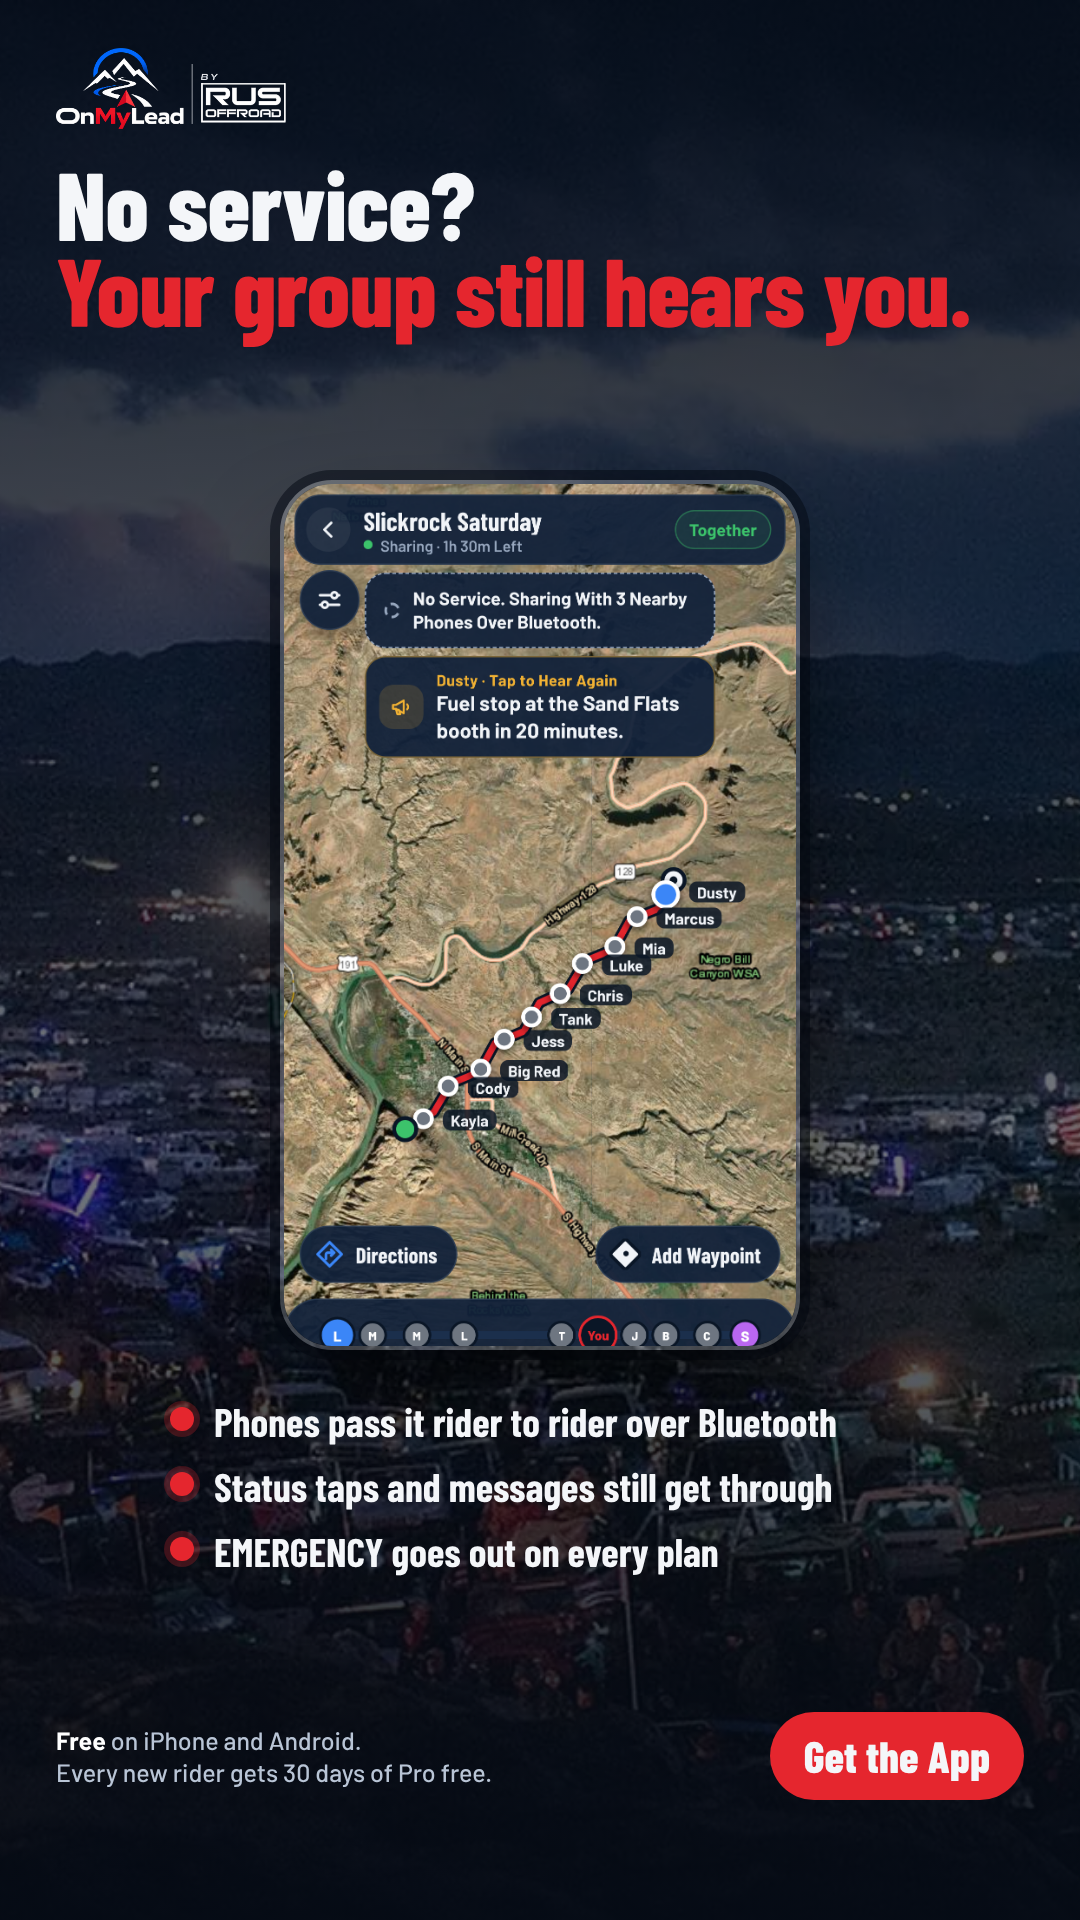 OnMyLead
BY
RUS
OFFROAD
No service?
Your group still hears you.
Slickrock Saturday
Sharing · 1h 30m Left
Together
No Service. Sharing With 3 Nearby
Phones Over Bluetooth.
Dusty · Tap to Hear Again
Fuel stop at the Sand Flats
booth in 20 minutes.
128
Highway 128
Dusty
Marcus
Mia
Negro Bill
Canyon WSA
191
Luke
Chris
Tank
Jess
N Main S
Big Red
Cody
Kayla
Mill Creek Dr
S Main St
S Highwa
Directions
Add Waypoint
Behind the
L M M L T You J B C S
Phones pass it rider to rider over Bluetooth
Status taps and messages still get through
EMERGENCY goes out on every plan
Free on iPhone and Android.
Every new rider gets 30 days of Pro free.
Get the App